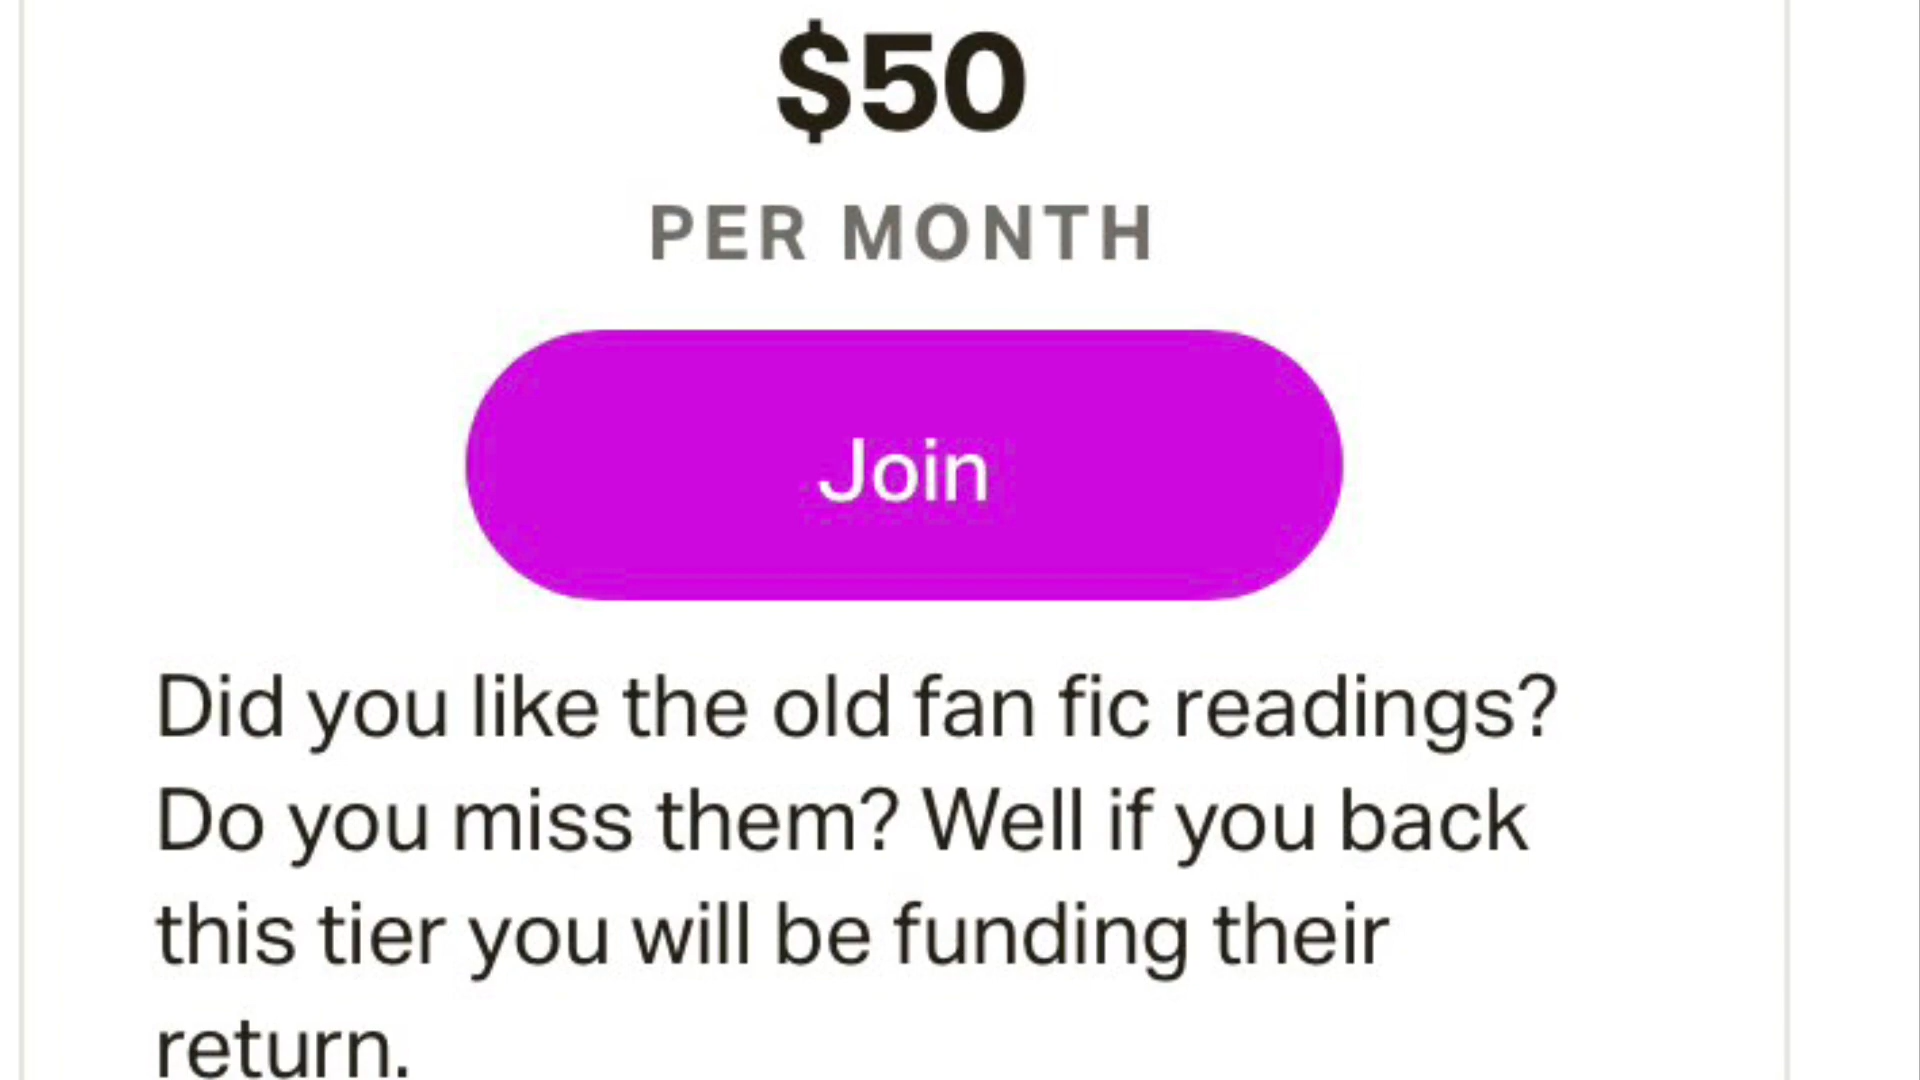 $50
PER MONTH
Join
Did you like the old fan fic readings?
Do you miss them? Well if you back
this tier you will be funding their
return.